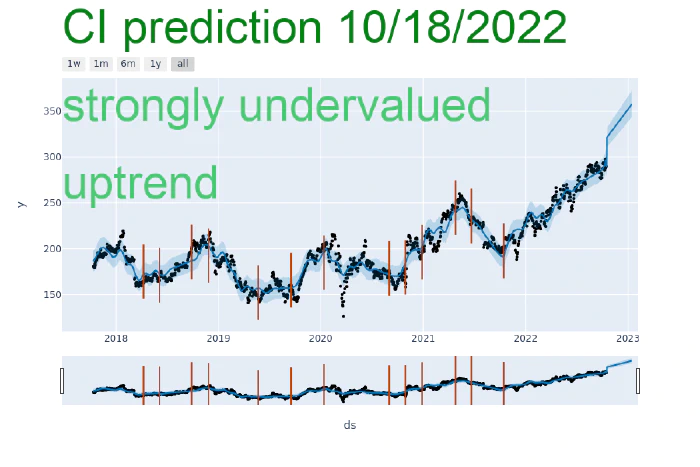 CI prediction 10/18/2022
1w 1m 6m 1y all
strongly undervalued
uptrend
350
300
250
200
150
y
2018 2019 2020 2021 2022 2023
ds